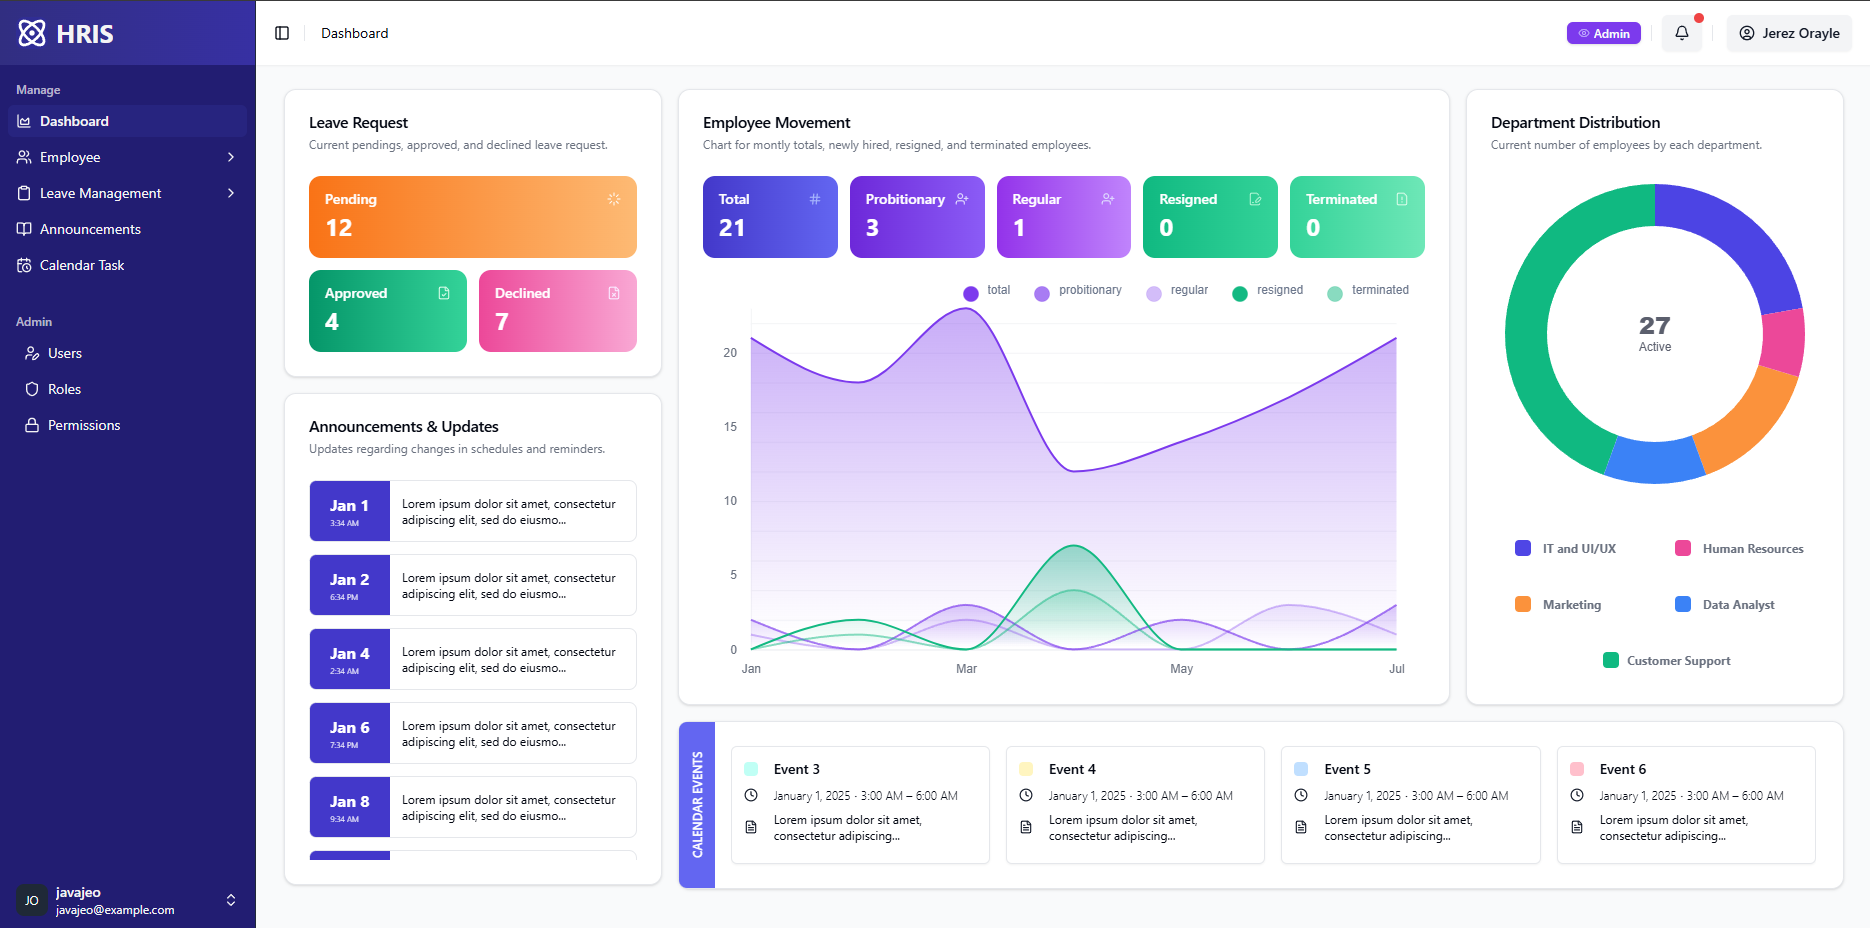 HRIS
Manage
Dashboard
Employee
Leave Management
Announcements
Calendar Task
Admin
Users
Roles
Permissions
JO
javajeo
javajeo@example.com
Dashboard
Admin
Jerez Orayle
Leave Request
Current pendings, approved, and declined leave request.
Pending
12
Approved
4
Declined
7
Announcements & Updates
Updates regarding changes in schedules and reminders.
Jan 1
3:34 AM
Lorem ipsum dolor sit amet, consectetur
adipiscing elit, sed do eiusmo...
Jan 2
6:34 PM
Lorem ipsum dolor sit amet, consectetur
adipiscing elit, sed do eiusmo...
Jan 4
2:34 AM
Lorem ipsum dolor sit amet, consectetur
adipiscing elit, sed do eiusmo...
Jan 6
7:34 PM
Lorem ipsum dolor sit amet, consectetur
adipiscing elit, sed do eiusmo...
Jan 8
9:34 AM
Lorem ipsum dolor sit amet, consectetur
adipiscing elit, sed do eiusmo...
Employee Movement
Chart for montly totals, newly hired, resigned, and terminated employees.
Total #
21
Probitionary
3
Regular
1
Resigned
0
Terminated
0
total probitionary regular resigned terminated
20
15
10
5
0
Jan Mar May Jul
Department Distribution
Current number of employees by each department.
27
Active
IT and UI/UX Human Resources
Marketing Data Analyst
Customer Support
CALENDAR EVENTS
Event 3
January 1, 2025 · 3:00 AM – 6:00 AM
Lorem ipsum dolor sit amet,
consectetur adipiscing...
Event 4
January 1, 2025 · 3:00 AM – 6:00 AM
Lorem ipsum dolor sit amet,
consectetur adipiscing...
Event 5
January 1, 2025 · 3:00 AM – 6:00 AM
Lorem ipsum dolor sit amet,
consectetur adipiscing...
Event 6
January 1, 2025 · 3:00 AM – 6:00 AM
Lorem ipsum dolor sit amet,
consectetur adipiscing...